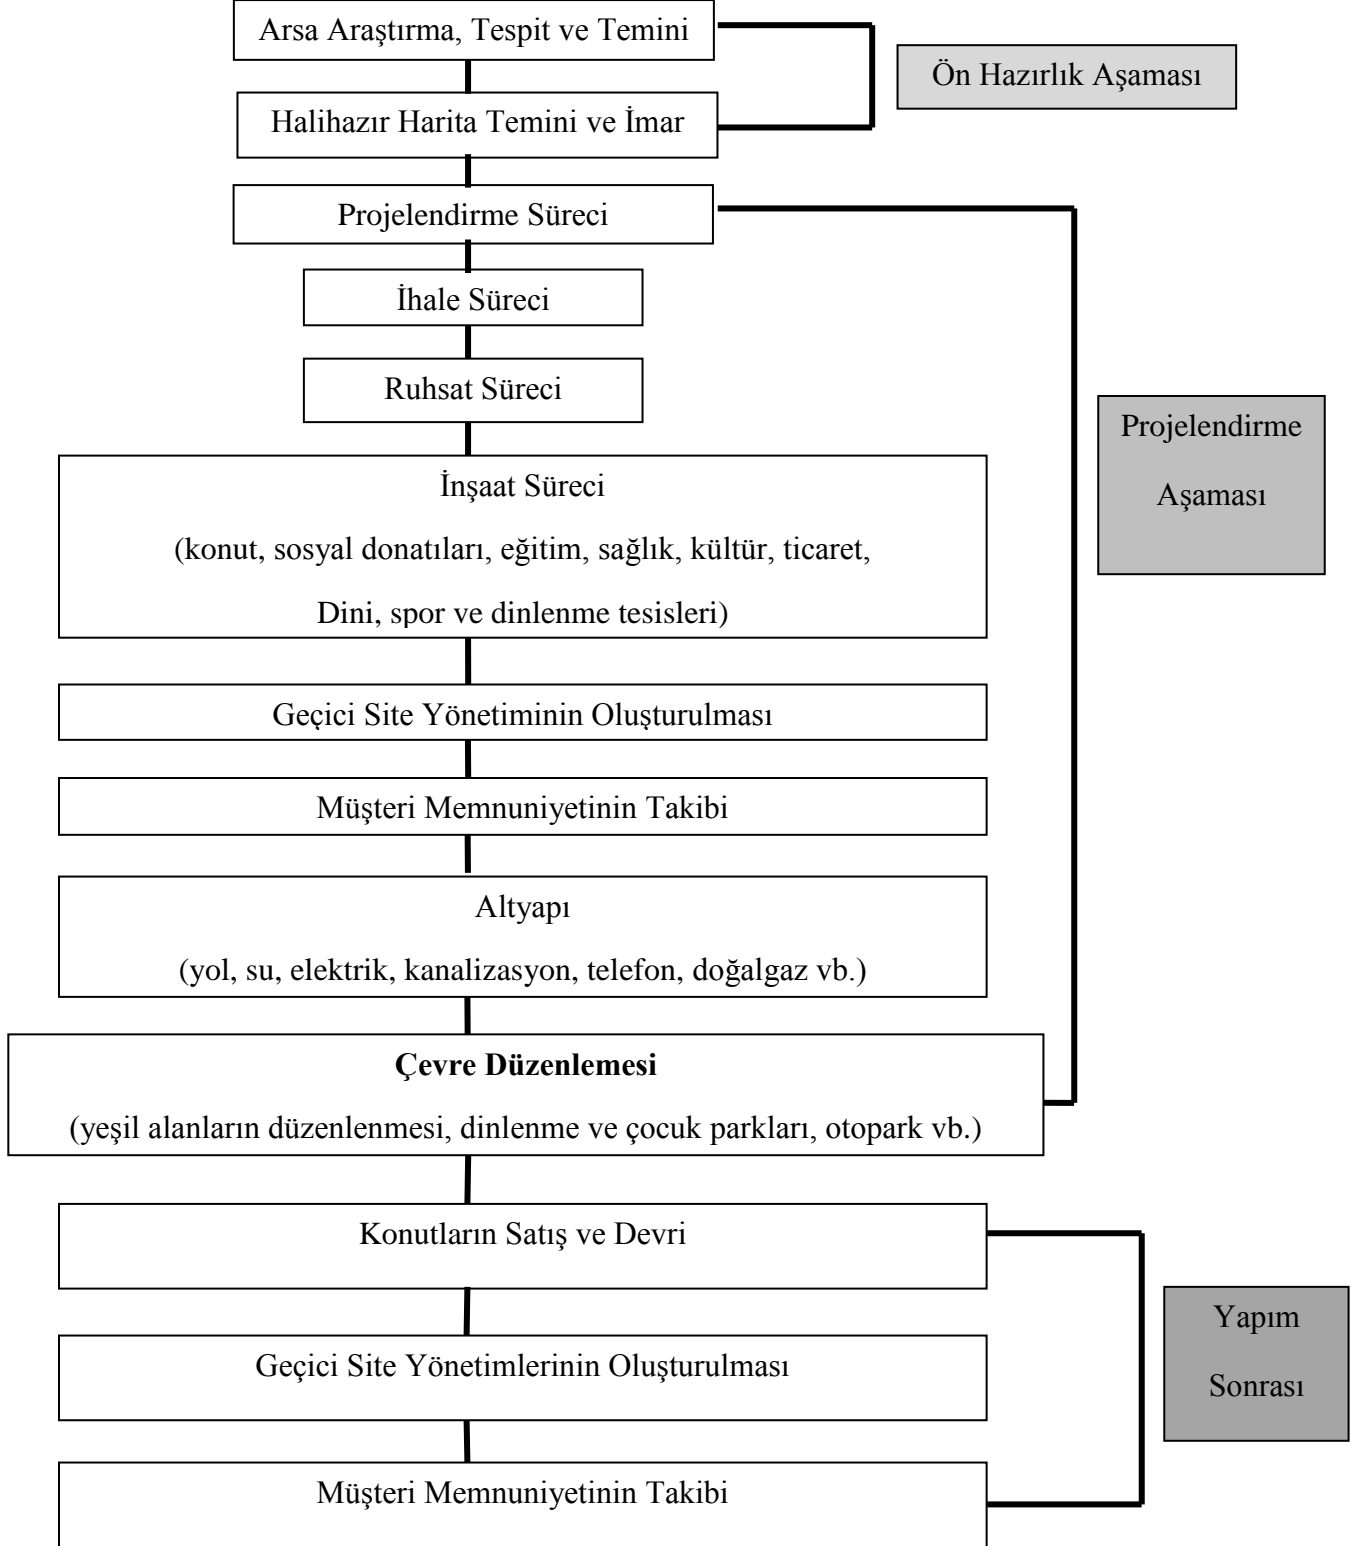 Arsa Araştırma, Tespit ve Temini
Ön Hazırlık Aşaması
Halihazır Harita Temini ve İmar
Projelendirme Süreci
İhale Süreci
Ruhsat Süreci
Projelendirme
Aşaması
İnşaat Süreci
(konut, sosyal donatıları, eğitim, sağlık, kültür, ticaret,
Dini, spor ve dinlenme tesisleri)
Geçici Site Yönetiminin Oluşturulması
Müşteri Memnuniyetinin Takibi
Altyapı
(yol, su, elektrik, kanalizasyon, telefon, doğalgaz vb.)
Çevre Düzenlemesi
(yeşil alanların düzenlenmesi, dinlenme ve çocuk parkları, otopark vb.)
Konutların Satış ve Devri
Yapım
Sonrası
Geçici Site Yönetimlerinin Oluşturulması
Müşteri Memnuniyetinin Takibi